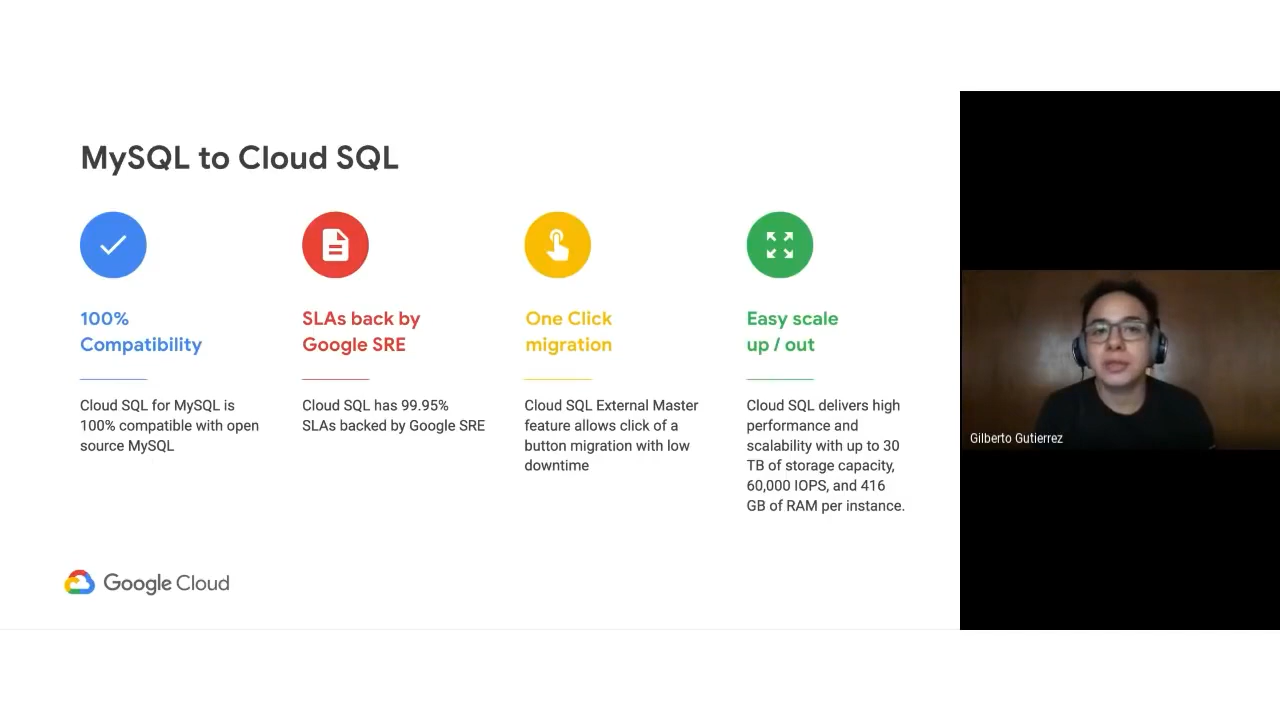 MySQL to Cloud SQL
100%
Compatibility
Cloud SQL for MySQL is
100% compatible with open
source MySQL
SLAs back by
Google SRE
Cloud SQL has 99.95%
SLAs backed by Google SRE
One Click
migration
Cloud SQL External Master
feature allows click of a
button migration with low
downtime
Easy scale
up / out
Cloud SQL delivers high
performance and
scalability with up to 30
TB of storage capacity,
60,000 IOPS, and 416
GB of RAM per instance.
Google Cloud
Gilberto Gutierrez